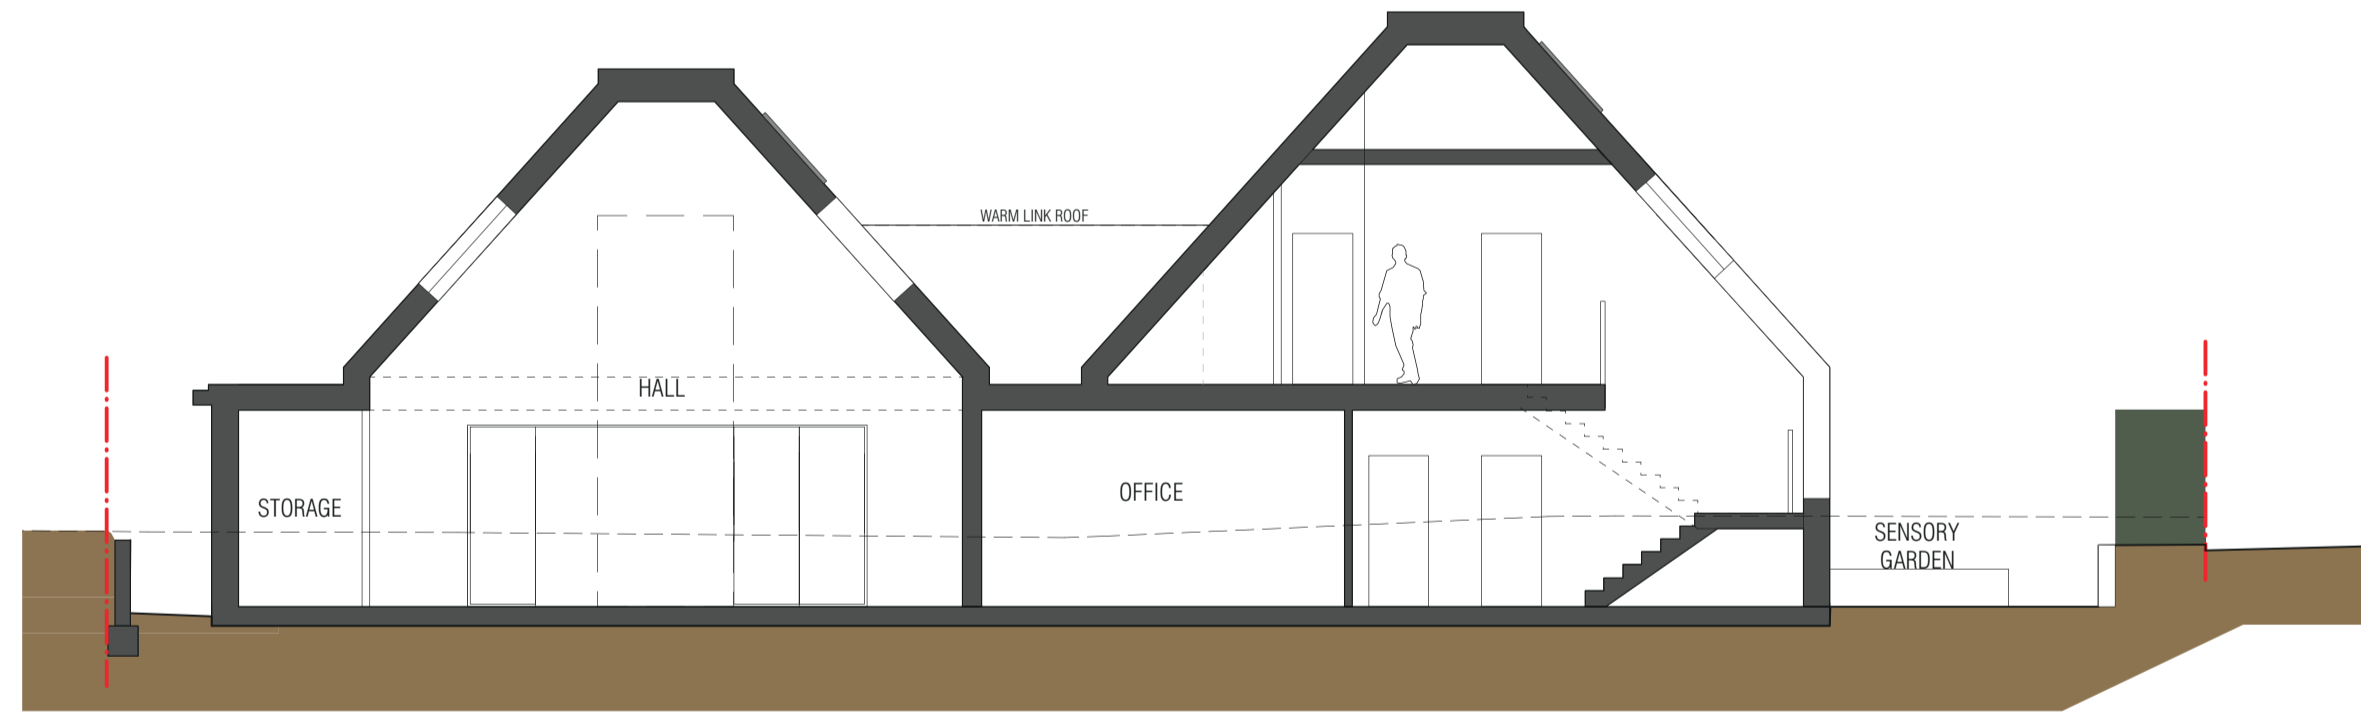 WARM LINK ROOF
HALL
STORAGE
OFFICE
SENSORY
GARDEN